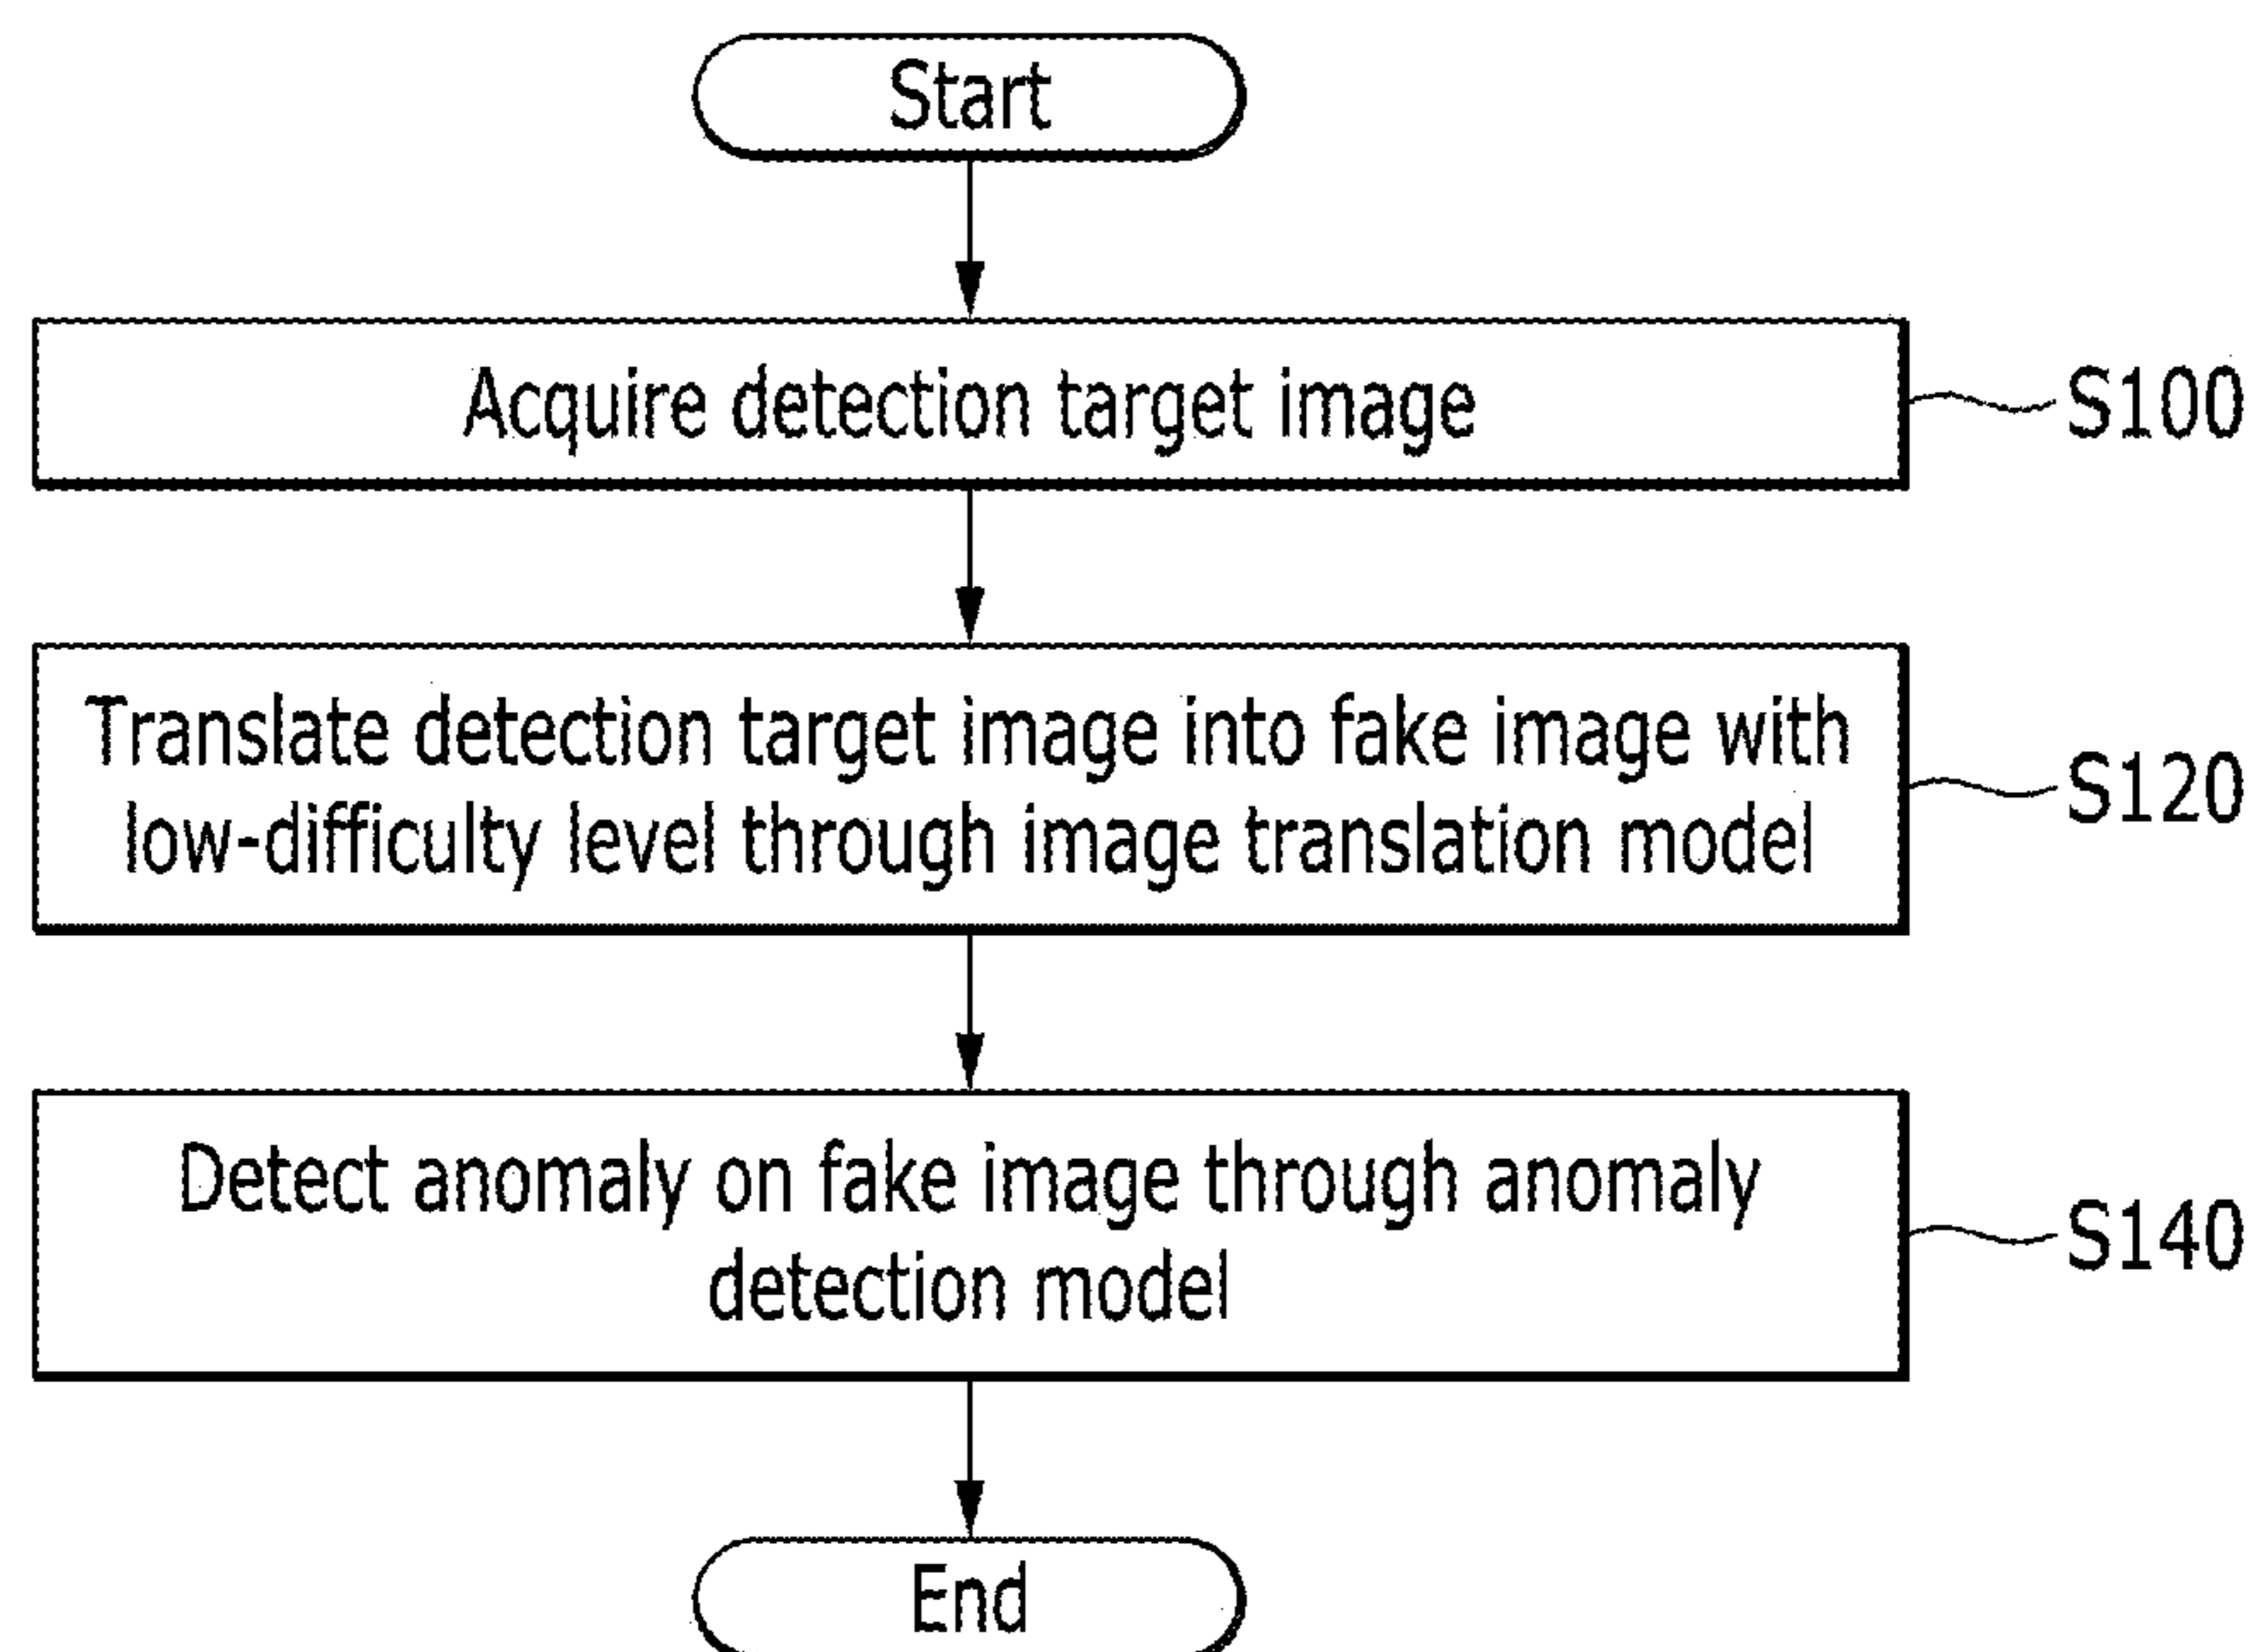 Start
Acquire detection target image
S100
Translate detection target image into fake image with
low-difficulty level through image translation model
S120
Detect anomaly on fake image through anomaly
detection model
S140
End